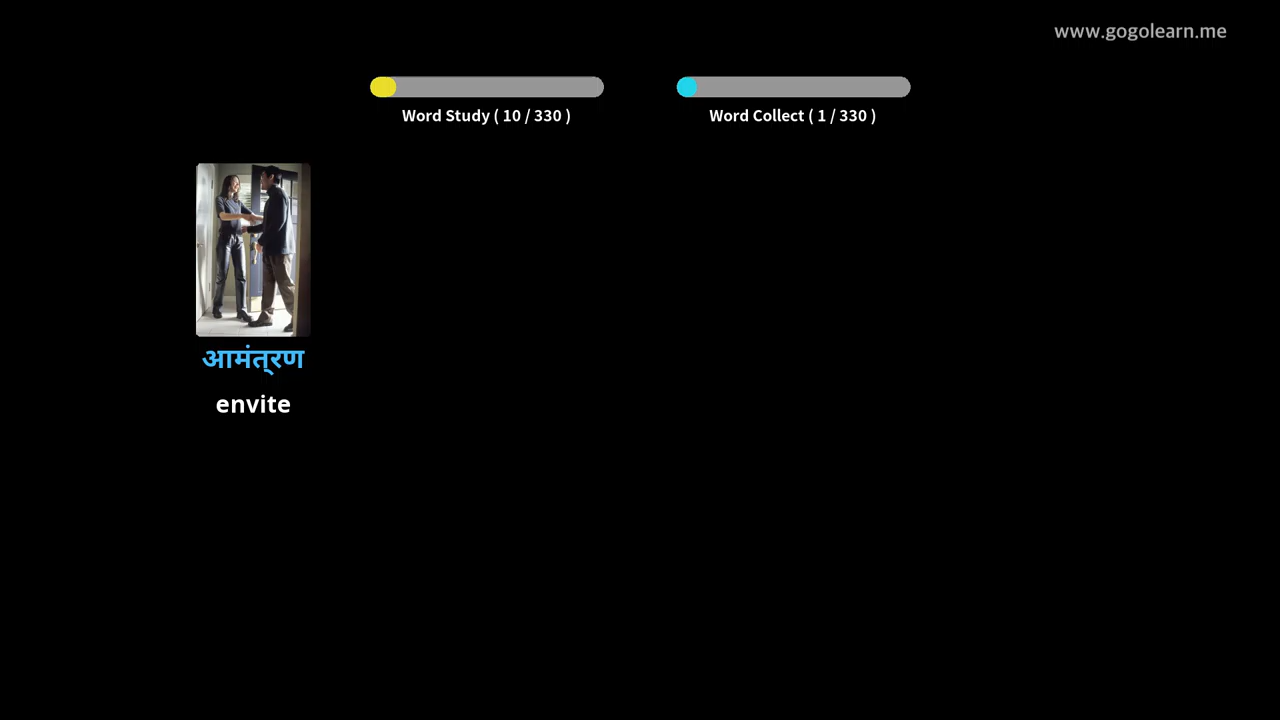 www.gogolearn.me
Word Study ( 10 / 330 )
Word Collect ( 1 / 330 )
आमंत्रण
envite